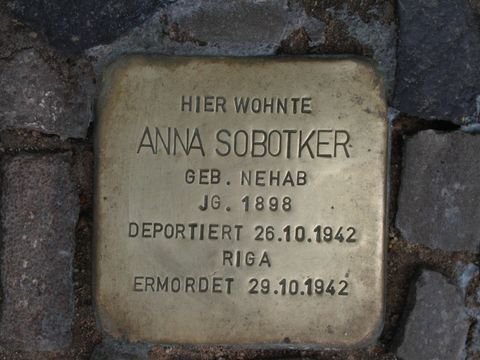 HIER WOHNTE
ANNA SOBOTKER
GEB. NEHAB
JG. 1898
DEPORTIERT 26.10.1942
RIGA
ERMORDET 29.10.1942